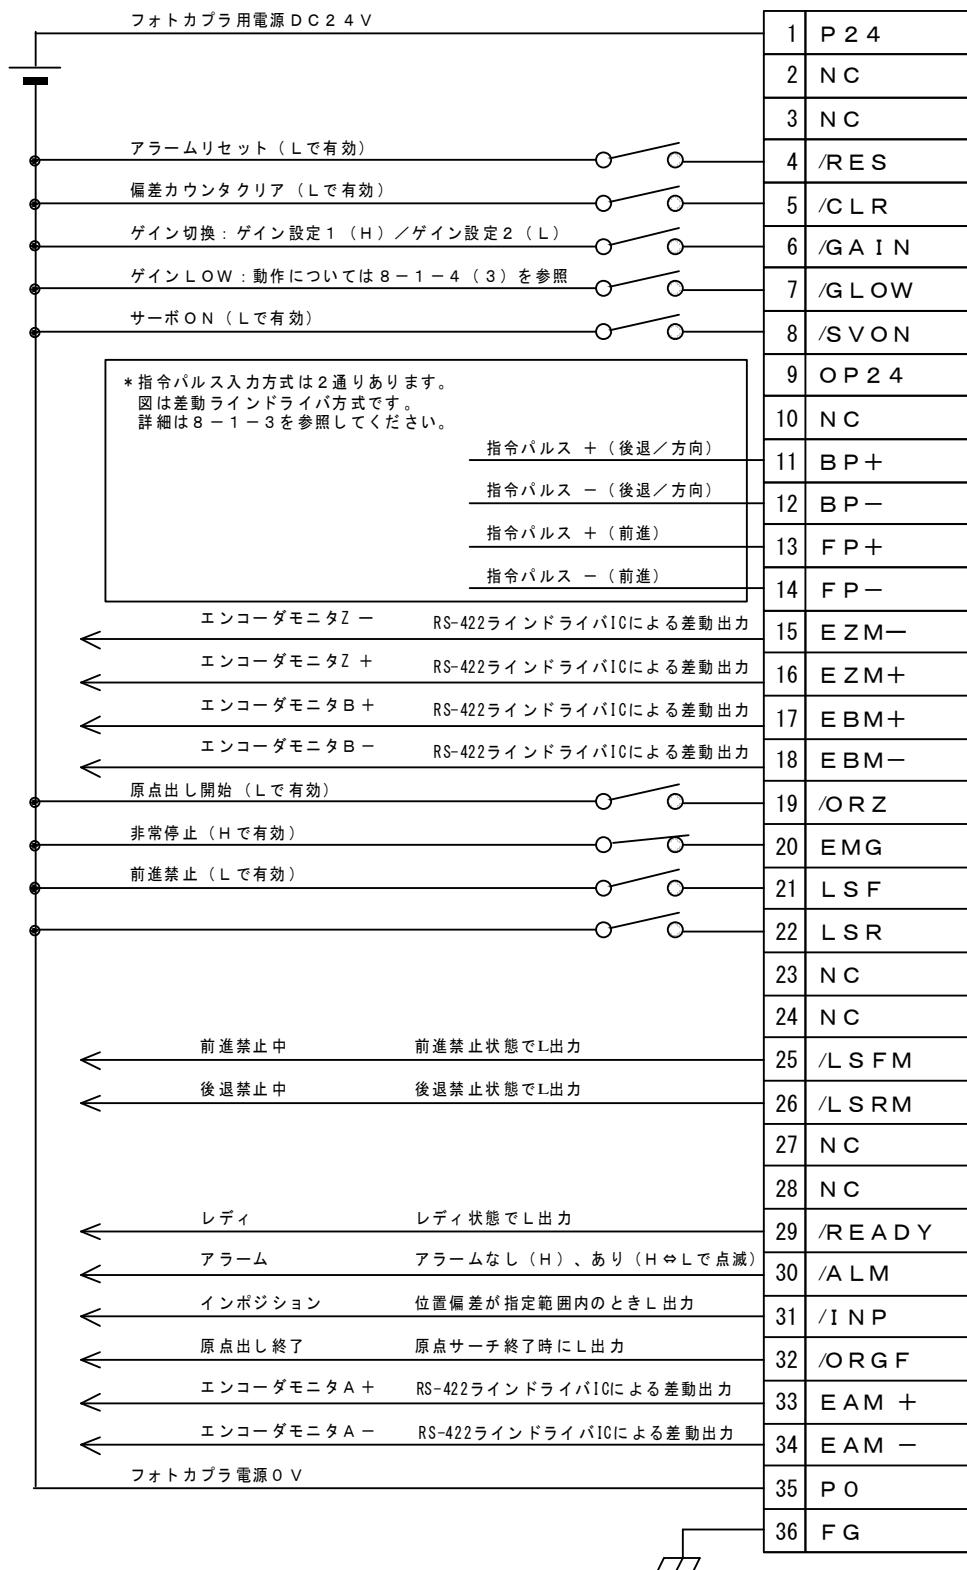 フォトカプラ用電源DC24V
1 P24
2 NC
3 NC
アラームリセット(Lで有効)
4 /RES
偏差カウンタクリア(Lで有効)
5 /CLR
ゲイン切換:ゲイン設定1(H)/ゲイン設定2(L)
6 /GAIN
ゲインLOW:動作については8-1-4(3)を参照
7 /GLOW
サーボON(Lで有効)
8 /SVON
9 OP24
*指令パルス入力方式は2通りあります。
図は差動ラインドライバ方式です。
詳細は8-1-3を参照してください。
10 NC
指令パルス +(後退/方向)
11 BP+
指令パルス -(後退/方向)
12 BP-
指令パルス +(前進)
13 FP+
指令パルス -(前進)
14 FP-
エンコーダモニタZ- RS-422ラインドライバICによる差動出力
15 EZM-
エンコーダモニタZ+ RS-422ラインドライバICによる差動出力
16 EZM+
エンコーダモニタB+ RS-422ラインドライバICによる差動出力
17 EBM+
エンコーダモニタB- RS-422ラインドライバICによる差動出力
18 EBM-
原点出し開始(Lで有効)
19 /ORZ
非常停止(Hで有効)
20 EMG
前進禁止(Lで有効)
21 LSF
22 LSR
23 NC
24 NC
前進禁止中 前進禁止状態でL出力
25 /LSFM
後退禁止中 後退禁止状態でL出力
26 /LSRM
27 NC
28 NC
レディ レディ状態でL出力
29 /READY
アラーム アラームなし(H)、あり(H⇔Lで点滅)
30 /ALM
インポジション 位置偏差が指定範囲内のときL出力
31 /INP
原点出し終了 原点サーチ終了時にL出力
32 /ORGF
エンコーダモニタA+ RS-422ラインドライバICによる差動出力
33 EAM +
エンコーダモニタA- RS-422ラインドライバICによる差動出力
34 EAM -
フォトカプラ電源0V
35 P0
36 FG